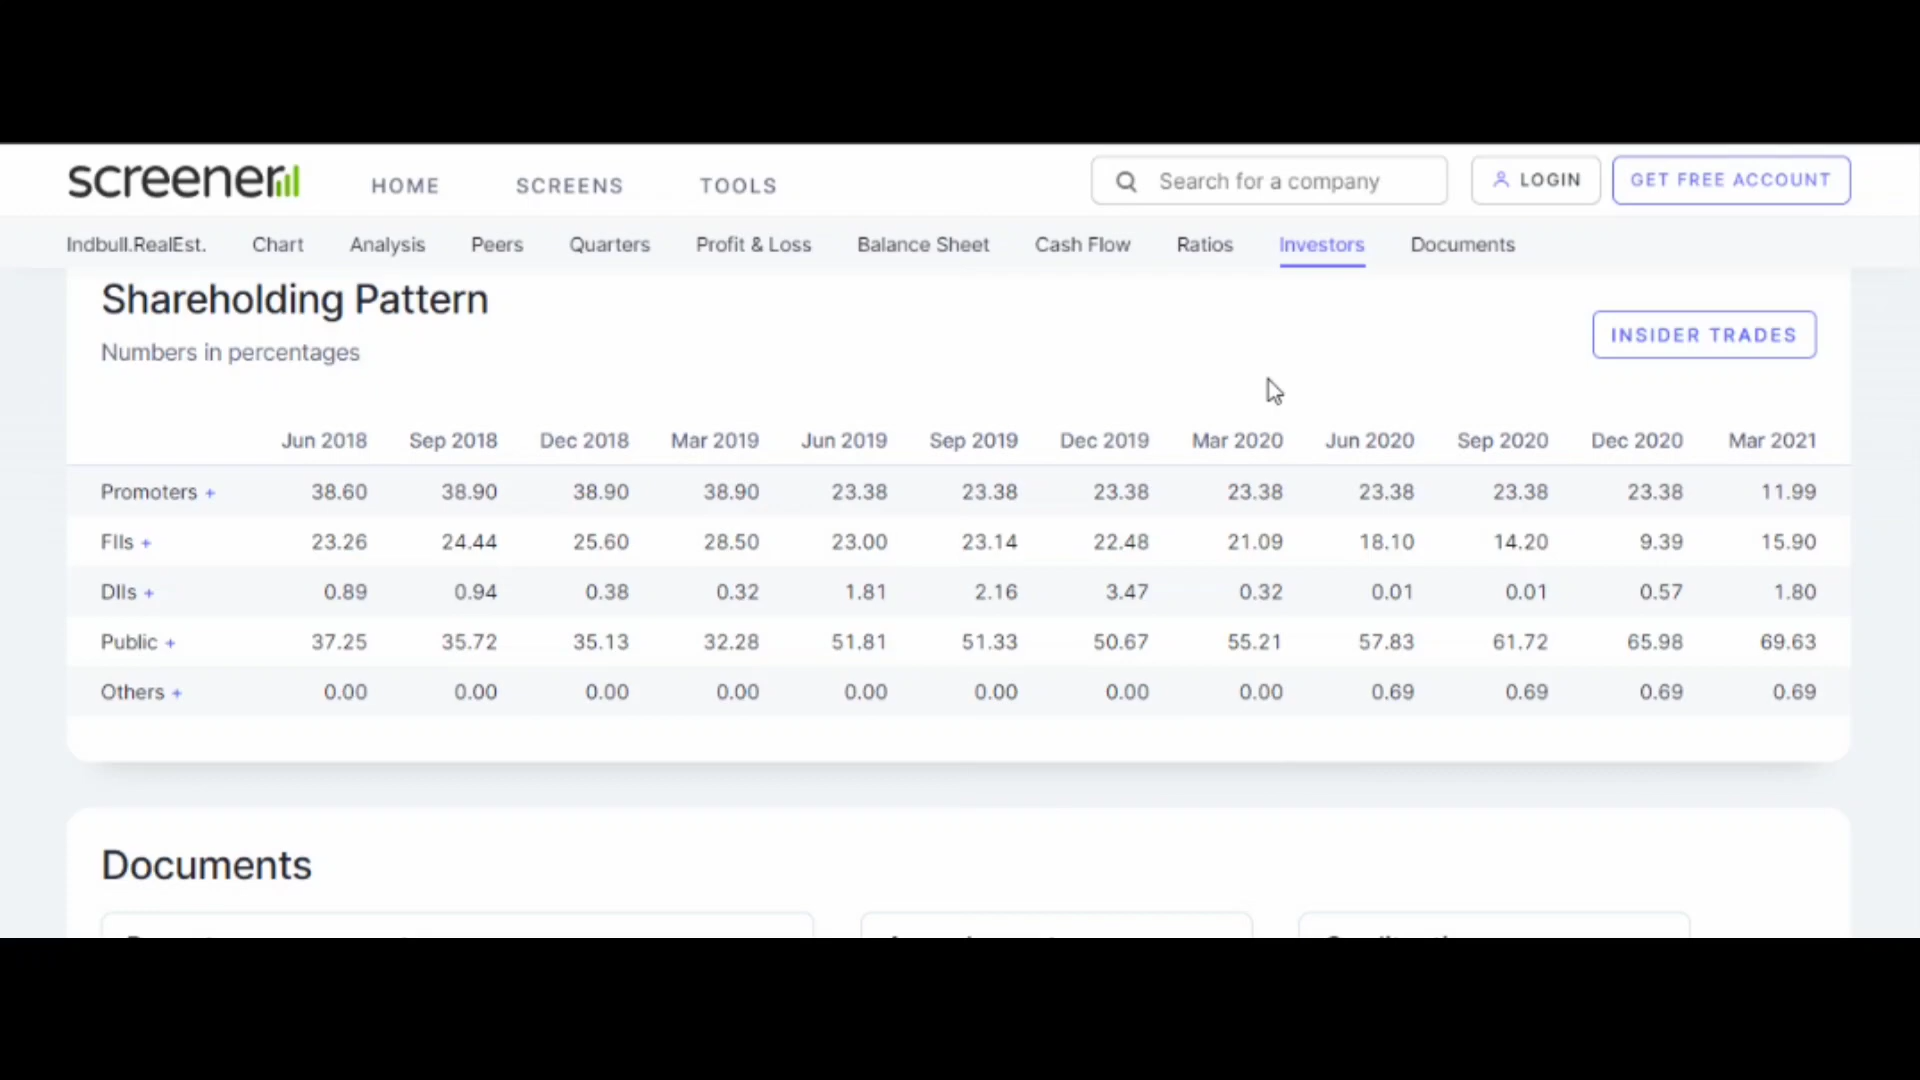 screener HOME SCREENS TOOLS Search for a company LOGIN GET FREE ACCOUNT
Indbull.RealEst. Chart Analysis Peers Quarters Profit & Loss Balance Sheet Cash Flow Ratios Investors Documents
Shareholding Pattern
INSIDER TRADES
Numbers in percentages
Jun 2018 Sep 2018 Dec 2018 Mar 2019 Jun 2019 Sep 2019 Dec 2019 Mar 2020 Jun 2020 Sep 2020 Dec 2020 Mar 2021
Promoters + 38.60 38.90 38.90 38.90 23.38 23.38 23.38 23.38 23.38 23.38 23.38 11.99
FIIs + 23.26 24.44 25.60 28.50 23.00 23.14 22.48 21.09 18.10 14.20 9.39 15.90
DIIs + 0.89 0.94 0.38 0.32 1.81 2.16 3.47 0.32 0.01 0.01 0.57 1.80
Public + 37.25 35.72 35.13 32.28 51.81 51.33 50.67 55.21 57.83 61.72 65.98 69.63
Others + 0.00 0.00 0.00 0.00 0.00 0.00 0.00 0.00 0.69 0.69 0.69 0.69
Documents